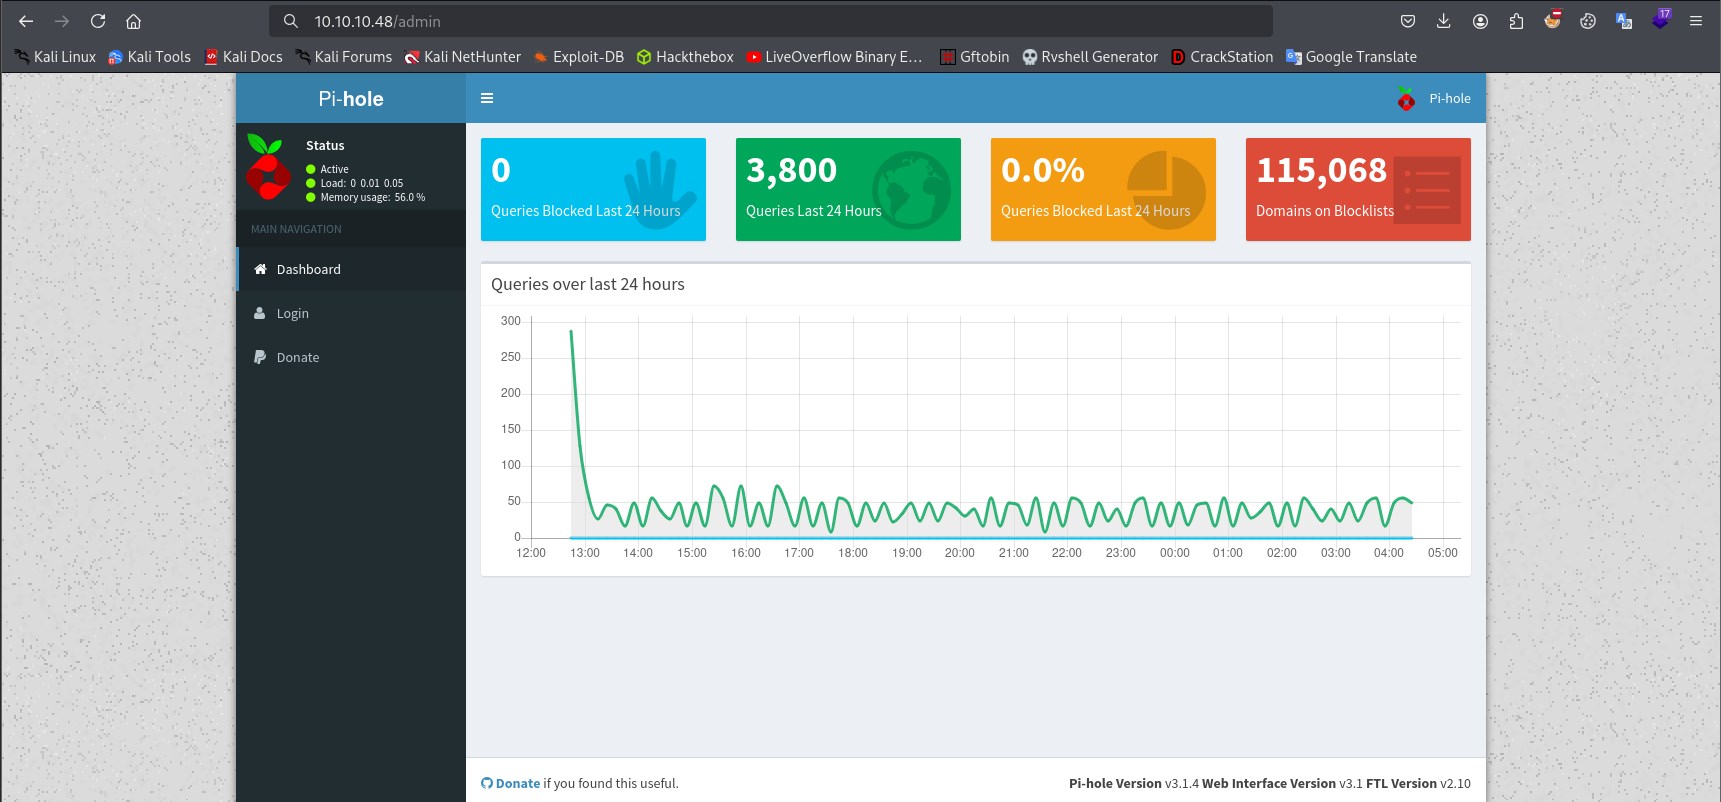 10.10.10.48/admin
17
Kali Linux Kali Tools Kali Docs Kali Forums Kali NetHunter Exploit-DB Hackthebox LiveOverflow Binary E… Gftobin Rvshell Generator CrackStation Google Translate
Pi-hole
Pi-hole
Status
Active
Load: 0 0.01 0.05
Memory usage: 56.0 %
MAIN NAVIGATION
Dashboard
Login
Donate
0
Queries Blocked Last 24 Hours
3,800
Queries Last 24 Hours
0.0%
Queries Blocked Last 24 Hours
115,068
Domains on Blocklists
Queries over last 24 hours
300
250
200
150
100
50
0
12:00 13:00 14:00 15:00 16:00 17:00 18:00 19:00 20:00 21:00 22:00 23:00 00:00 01:00 02:00 03:00 04:00 05:00
Donate if you found this useful.
Pi-hole Version v3.1.4 Web Interface Version v3.1 FTL Version v2.10